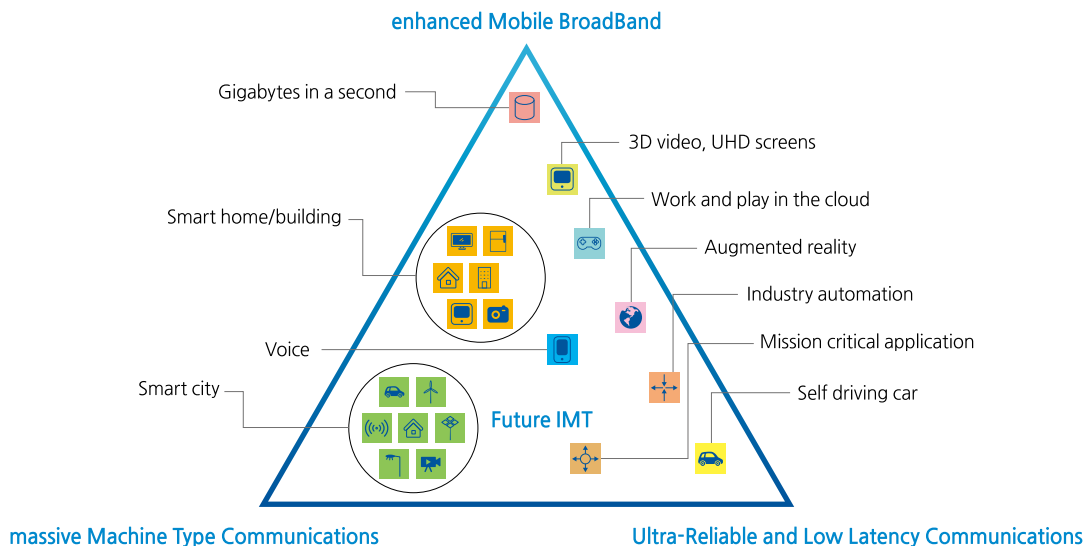 enhanced Mobile BroadBand
Gigabytes in a second
3D video, UHD screens
Work and play in the cloud
Smart home/building
Augmented reality
Industry automation
Mission critical application
Voice
Smart city
Self driving car
Future IMT
massive Machine Type Communications
Ultra-Reliable and Low Latency Communications